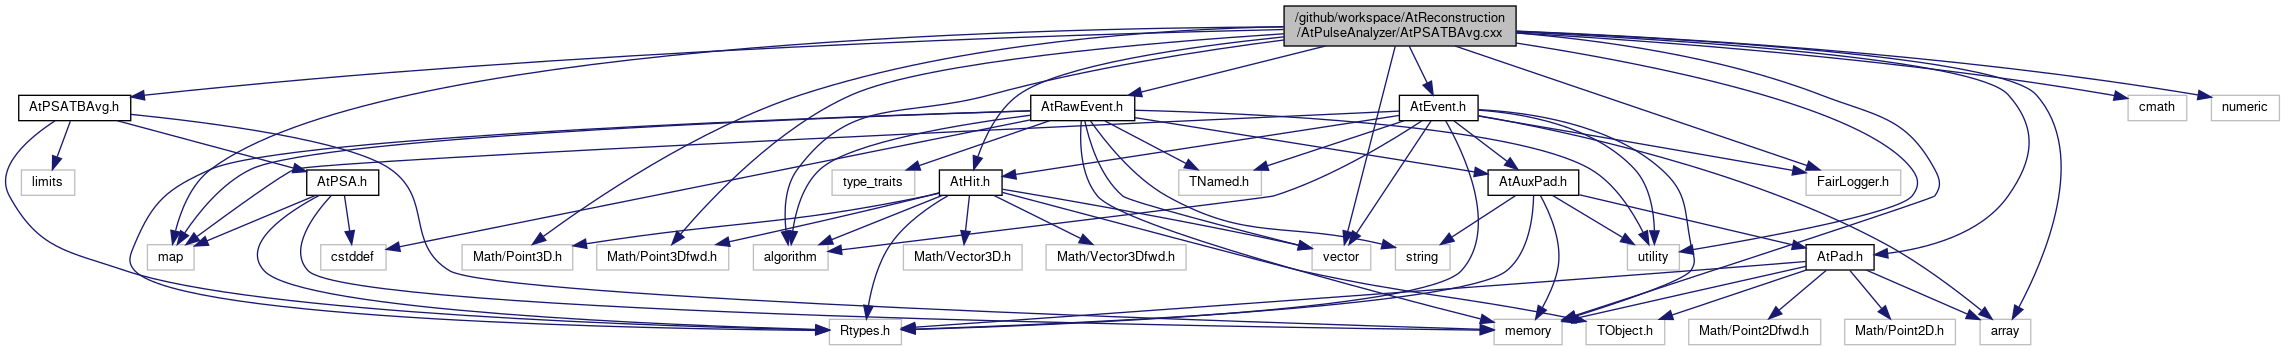 /github/workspace/AtReconstruction
/AtPulseAnalyzer/AtPSATBAvg.cxx
AtPSATBAvg.h
AtRawEvent.h
AtEvent.h
cmath
numeric
limits
AtPSA.h
type_traits
AtHit.h
TNamed.h
AtAuxPad.h
FairLogger.h
map
cstddef
Math/Point3D.h
Math/Point3Dfwd.h
algorithm
Math/Vector3D.h
Math/Vector3Dfwd.h
vector
string
utility
AtPad.h
Rtypes.h
memory
TObject.h
Math/Point2Dfwd.h
Math/Point2D.h
array